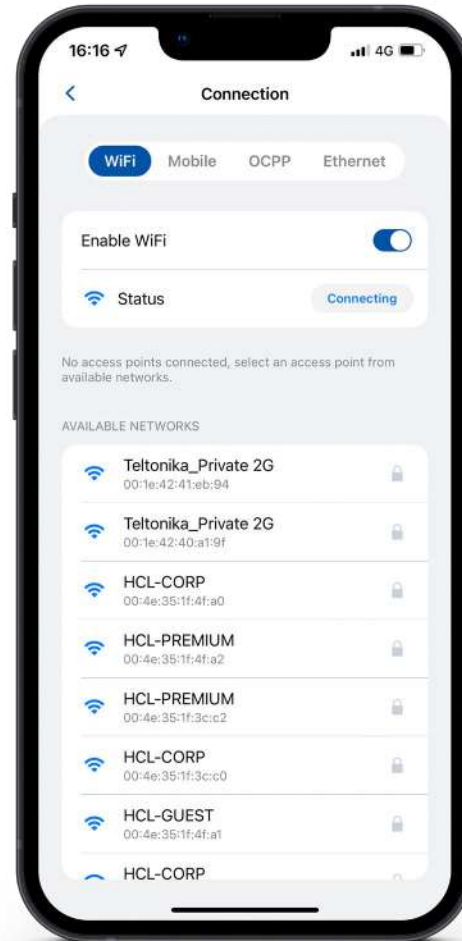 16:16 4G
Connection
WiFi Mobile OCPP Ethernet
Enable WiFi
Status Connecting
No access points connected, select an access point from
available networks.
AVAILABLE NETWORKS
Teltonika_Private 2G
00:1e:42:41:eb:94
Teltonika_Private 2G
00:1e:42:40:a1:9f
HCL-CORP
00:4e:35:1f:4f:a0
HCL-PREMIUM
00:4e:35:1f:4f:a2
HCL-PREMIUM
00:4e:35:1f:3c:c2
HCL-CORP
00:4e:35:1f:3c:c0
HCL-GUEST
00:4e:35:1f:4f:a1
HCL-CORP